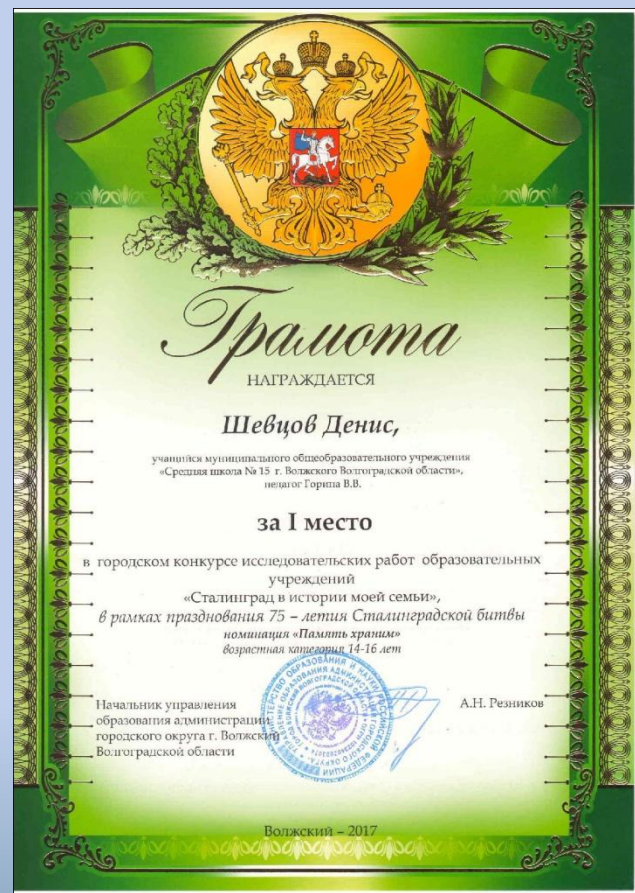 Грамота
НАГРАЖДАЕТСЯ
Шевцов Денис,
учащийся муниципального общеобразовательного учреждения
«Средняя школа № 15 г. Волжского Волгоградской области»,
педагог Горина В.В.
за I место
в городском конкурсе исследовательских работ образовательных
учреждений
«Сталинград в истории моей семьи»,
в рамках празднования 75 – летия Сталинградской битвы
номинация «Память храним»
возрастная категория 14-16 лет
Начальник управления
образования администрации
городского округа г. Волжский
Волгоградской области
А.Н. Резников
Волжский – 2017